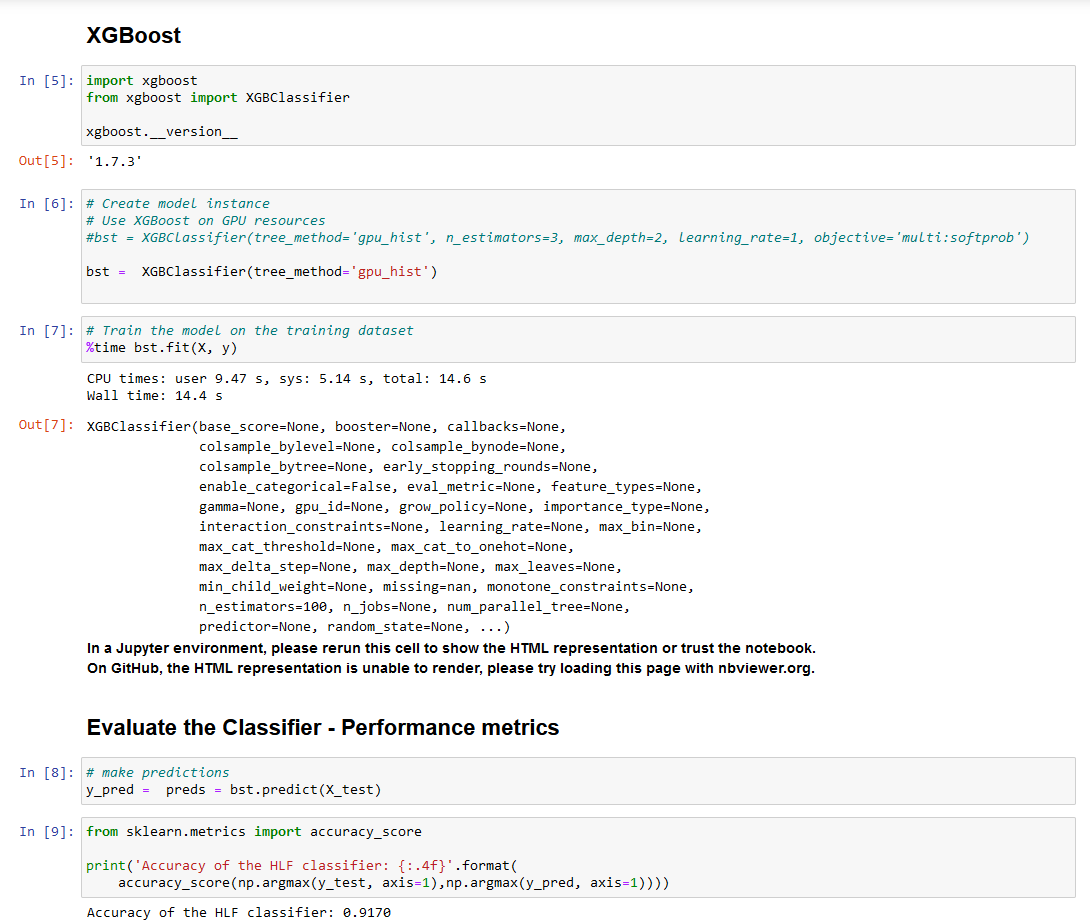 XGBoost
In [5]: import xgboost
from xgboost import XGBClassifier
xgboost.__version__
Out[5]: '1.7.3'
In [6]: # Create model instance
# Use XGBoost on GPU resources
#bst = XGBClassifier(tree_method='gpu_hist', n_estimators=3, max_depth=2, learning_rate=1, objective='multi:softprob')
bst =  XGBClassifier(tree_method='gpu_hist')
In [7]: # Train the model on the training dataset
%time bst.fit(X, y)
CPU times: user 9.47 s, sys: 5.14 s, total: 14.6 s
Wall time: 14.4 s
Out[7]: XGBClassifier(base_score=None, booster=None, callbacks=None,
colsample_bylevel=None, colsample_bynode=None,
colsample_bytree=None, early_stopping_rounds=None,
enable_categorical=False, eval_metric=None, feature_types=None,
gamma=None, gpu_id=None, grow_policy=None, importance_type=None,
interaction_constraints=None, learning_rate=None, max_bin=None,
max_cat_threshold=None, max_cat_to_onehot=None,
max_delta_step=None, max_depth=None, max_leaves=None,
min_child_weight=None, missing=nan, monotone_constraints=None,
n_estimators=100, n_jobs=None, num_parallel_tree=None,
predictor=None, random_state=None, ...)
In a Jupyter environment, please rerun this cell to show the HTML representation or trust the notebook.
On GitHub, the HTML representation is unable to render, please try loading this page with nbviewer.org.
Evaluate the Classifier - Performance metrics
In [8]: # make predictions
y_pred =  preds = bst.predict(X_test)
In [9]: from sklearn.metrics import accuracy_score
print('Accuracy of the HLF classifier: {:.4f}'.format(
accuracy_score(np.argmax(y_test, axis=1),np.argmax(y_pred, axis=1))))
Accuracy of the HLF classifier: 0.9170